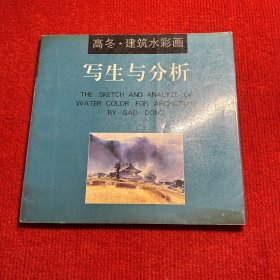 高冬·建筑水彩画
写生与分析
THE SKETCH AND ANALYZE OF
WATER COLOR FOR
BY GAO DONG